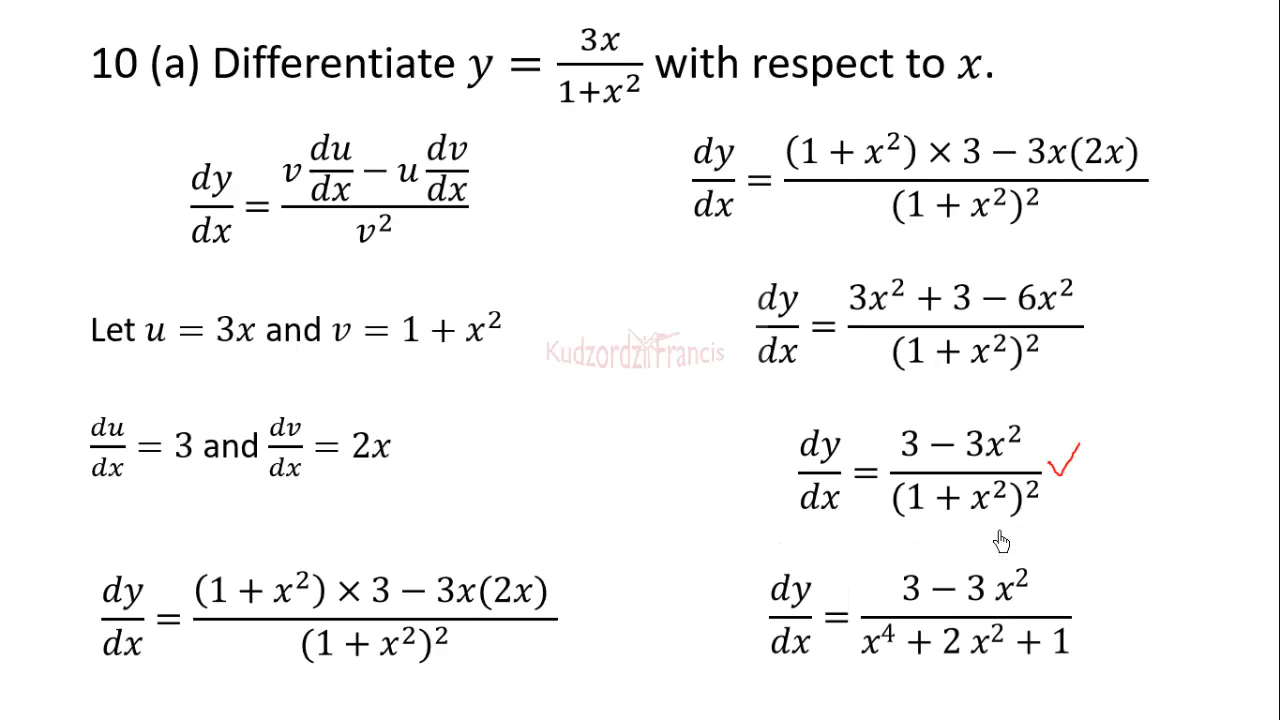 10 (a) Differentiate y = 3x/(1+x²) with respect to x.
dy/dx = (v du/dx − u dv/dx)/v²
Let u = 3x and v = 1 + x²
du/dx = 3 and dv/dx = 2x
dy/dx = ((1 + x²) × 3 − 3x(2x))/(1 + x²)²
Kudzordzi Francis
dy/dx = ((1 + x²) × 3 − 3x(2x))/(1 + x²)²
dy/dx = (3x² + 3 − 6x²)/(1 + x²)²
dy/dx = (3 − 3x²)/(1 + x²)² ✓
dy/dx = (3 − 3 x²)/(x⁴ + 2 x² + 1)